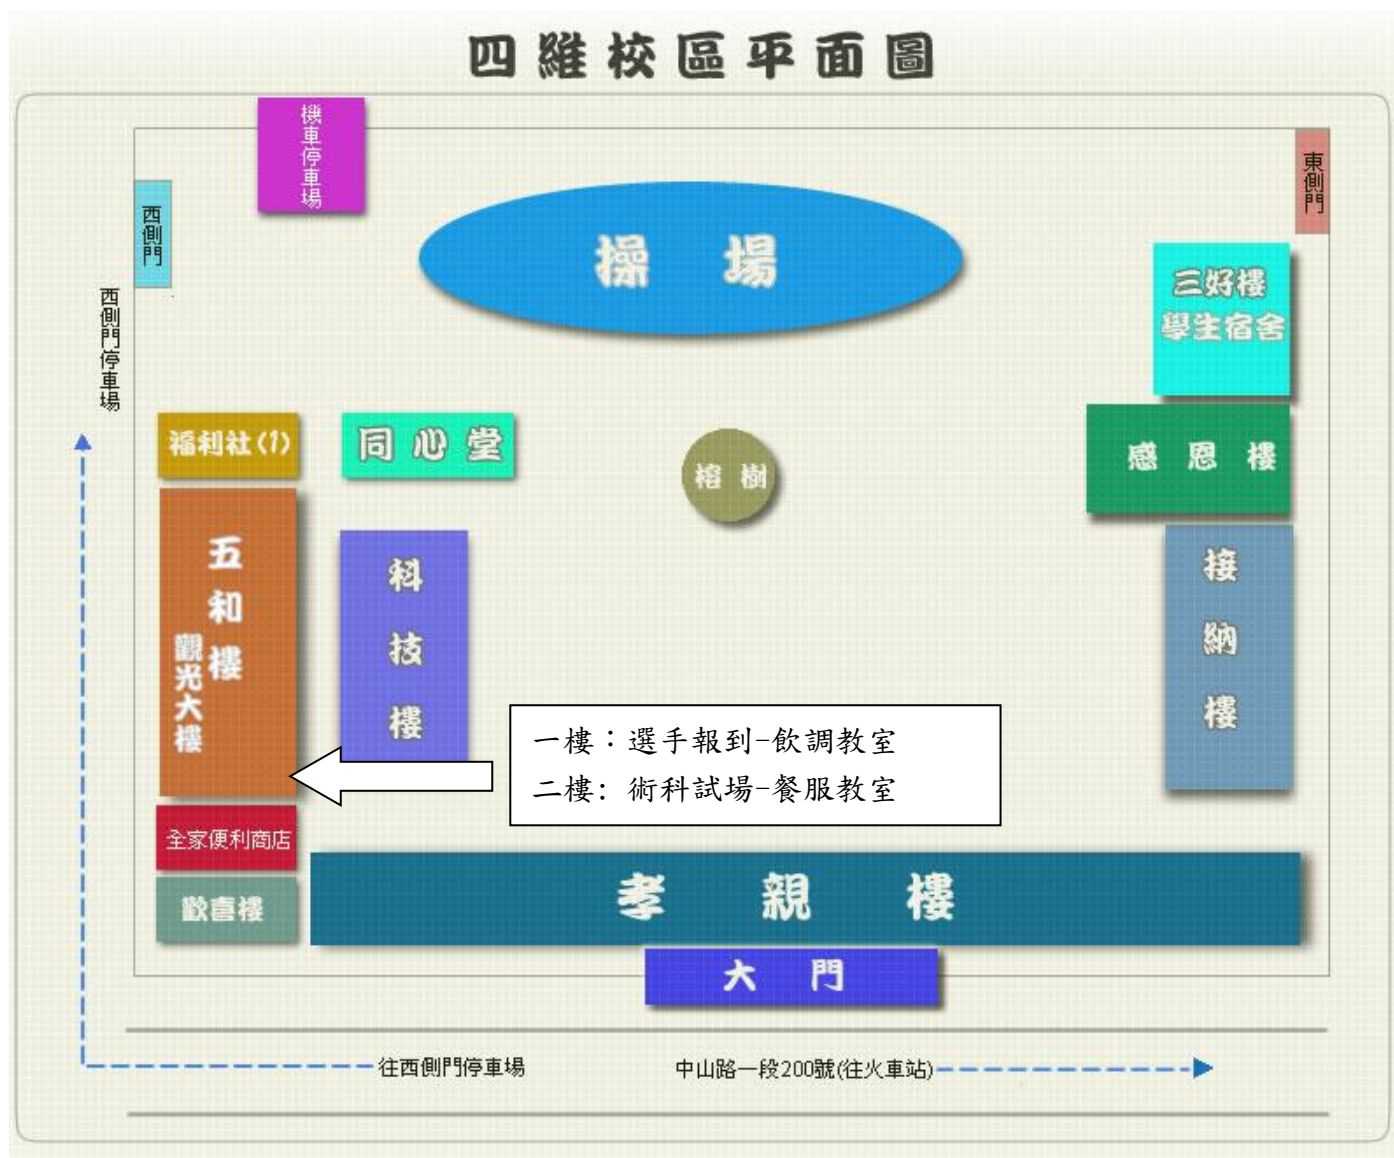 四維校區平面圖
機車停車場
東側門
西側門
操場
三好樓
學生宿舍
西側門停車場
福利社(1)
同心堂
榕樹
感恩樓
五和樓
觀光大樓
科技樓
接納樓
一樓：選手報到-飲調教室
二樓：術科試場-餐服教室
全家便利商店
歡喜樓
孝親樓
大門
往西側門停車場
中山路一段200號(往火車站)